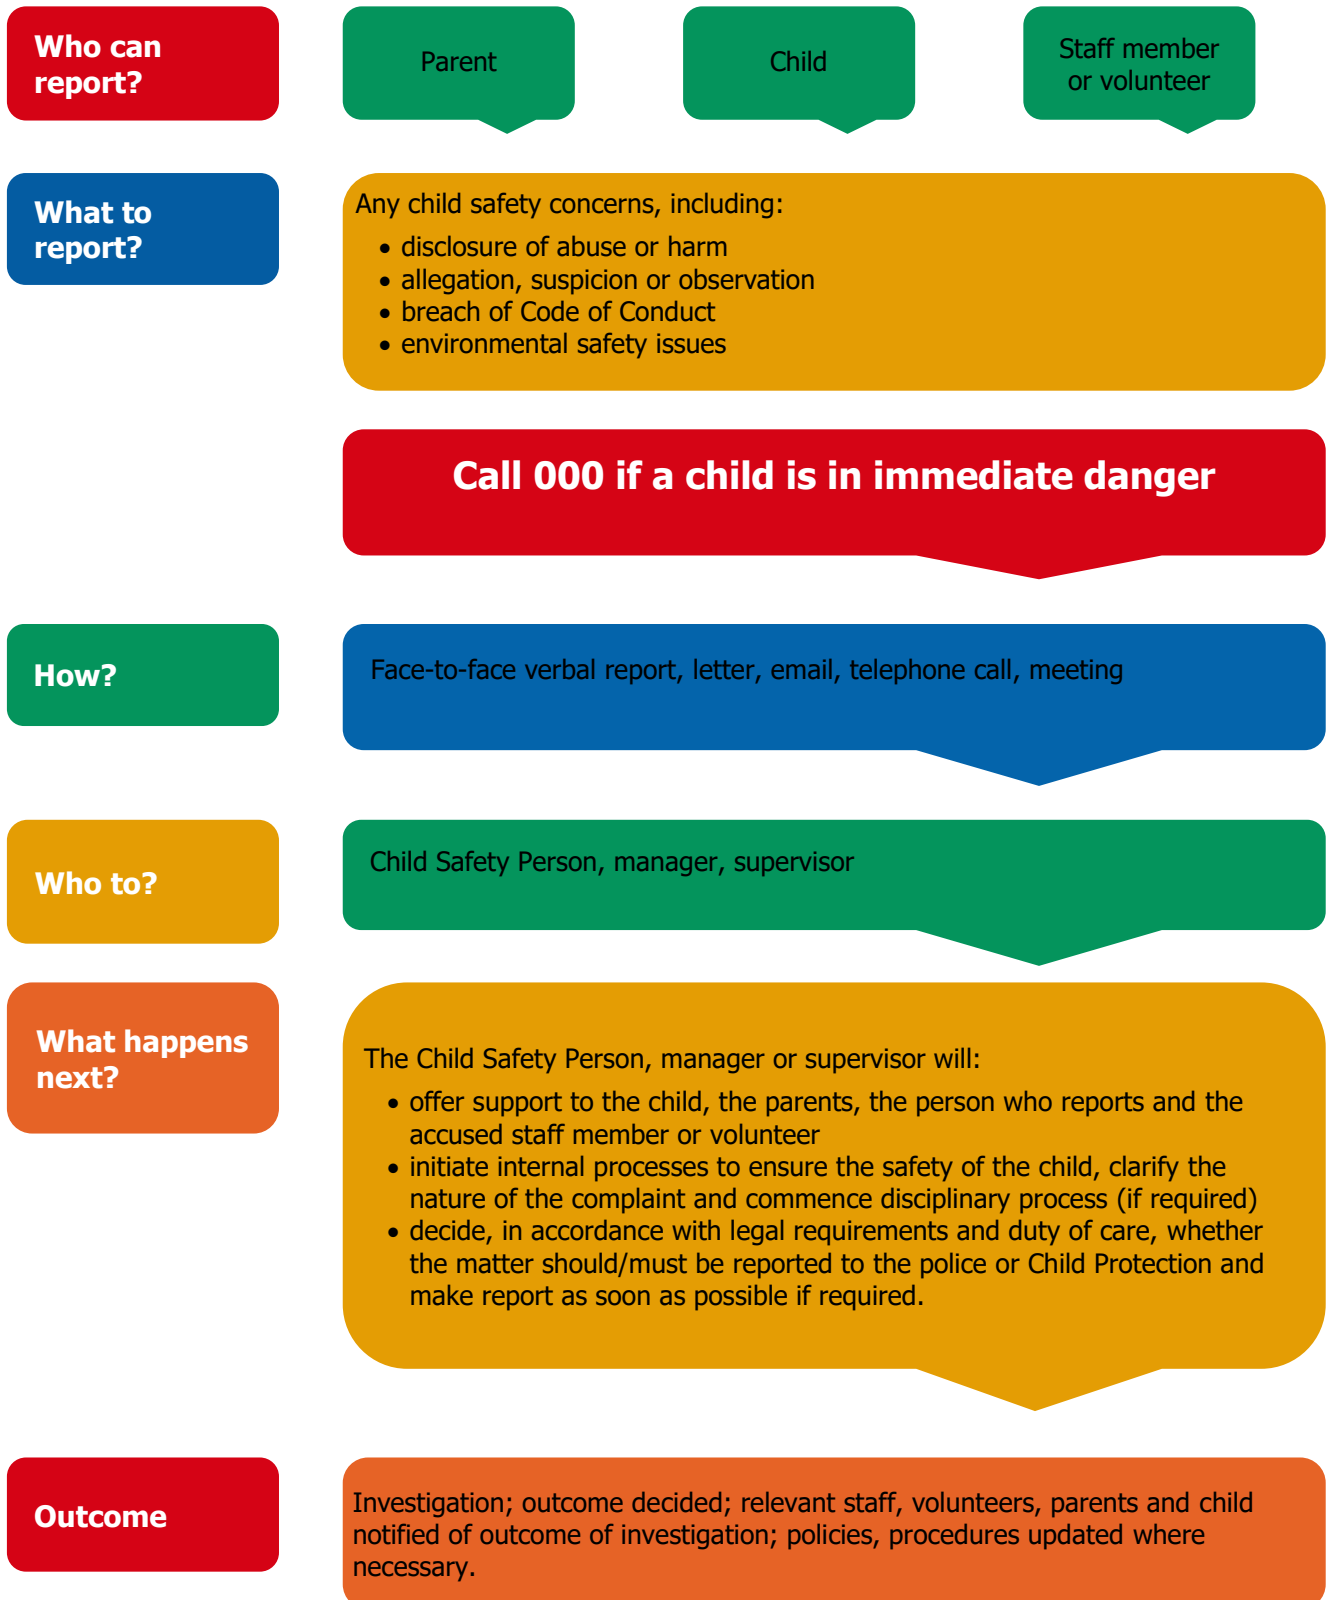 Who can
report?
Parent
Child
Staff member
or volunteer
What to
report?
Any child safety concerns, including:
• disclosure of abuse or harm
• allegation, suspicion or observation
• breach of Code of Conduct
• environmental safety issues
Call 000 if a child is in immediate danger
How?
Face-to-face verbal report, letter, email, telephone call, meeting
Who to?
Child Safety Person, manager, supervisor
What happens
next?
The Child Safety Person, manager or supervisor will:
• offer support to the child, the parents, the person who reports and the
accused staff member or volunteer
• initiate internal processes to ensure the safety of the child, clarify the
nature of the complaint and commence disciplinary process (if required)
• decide, in accordance with legal requirements and duty of care, whether
the matter should/must be reported to the police or Child Protection and
make report as soon as possible if required.
Outcome
Investigation; outcome decided; relevant staff, volunteers, parents and child
notified of outcome of investigation; policies, procedures updated where
necessary.